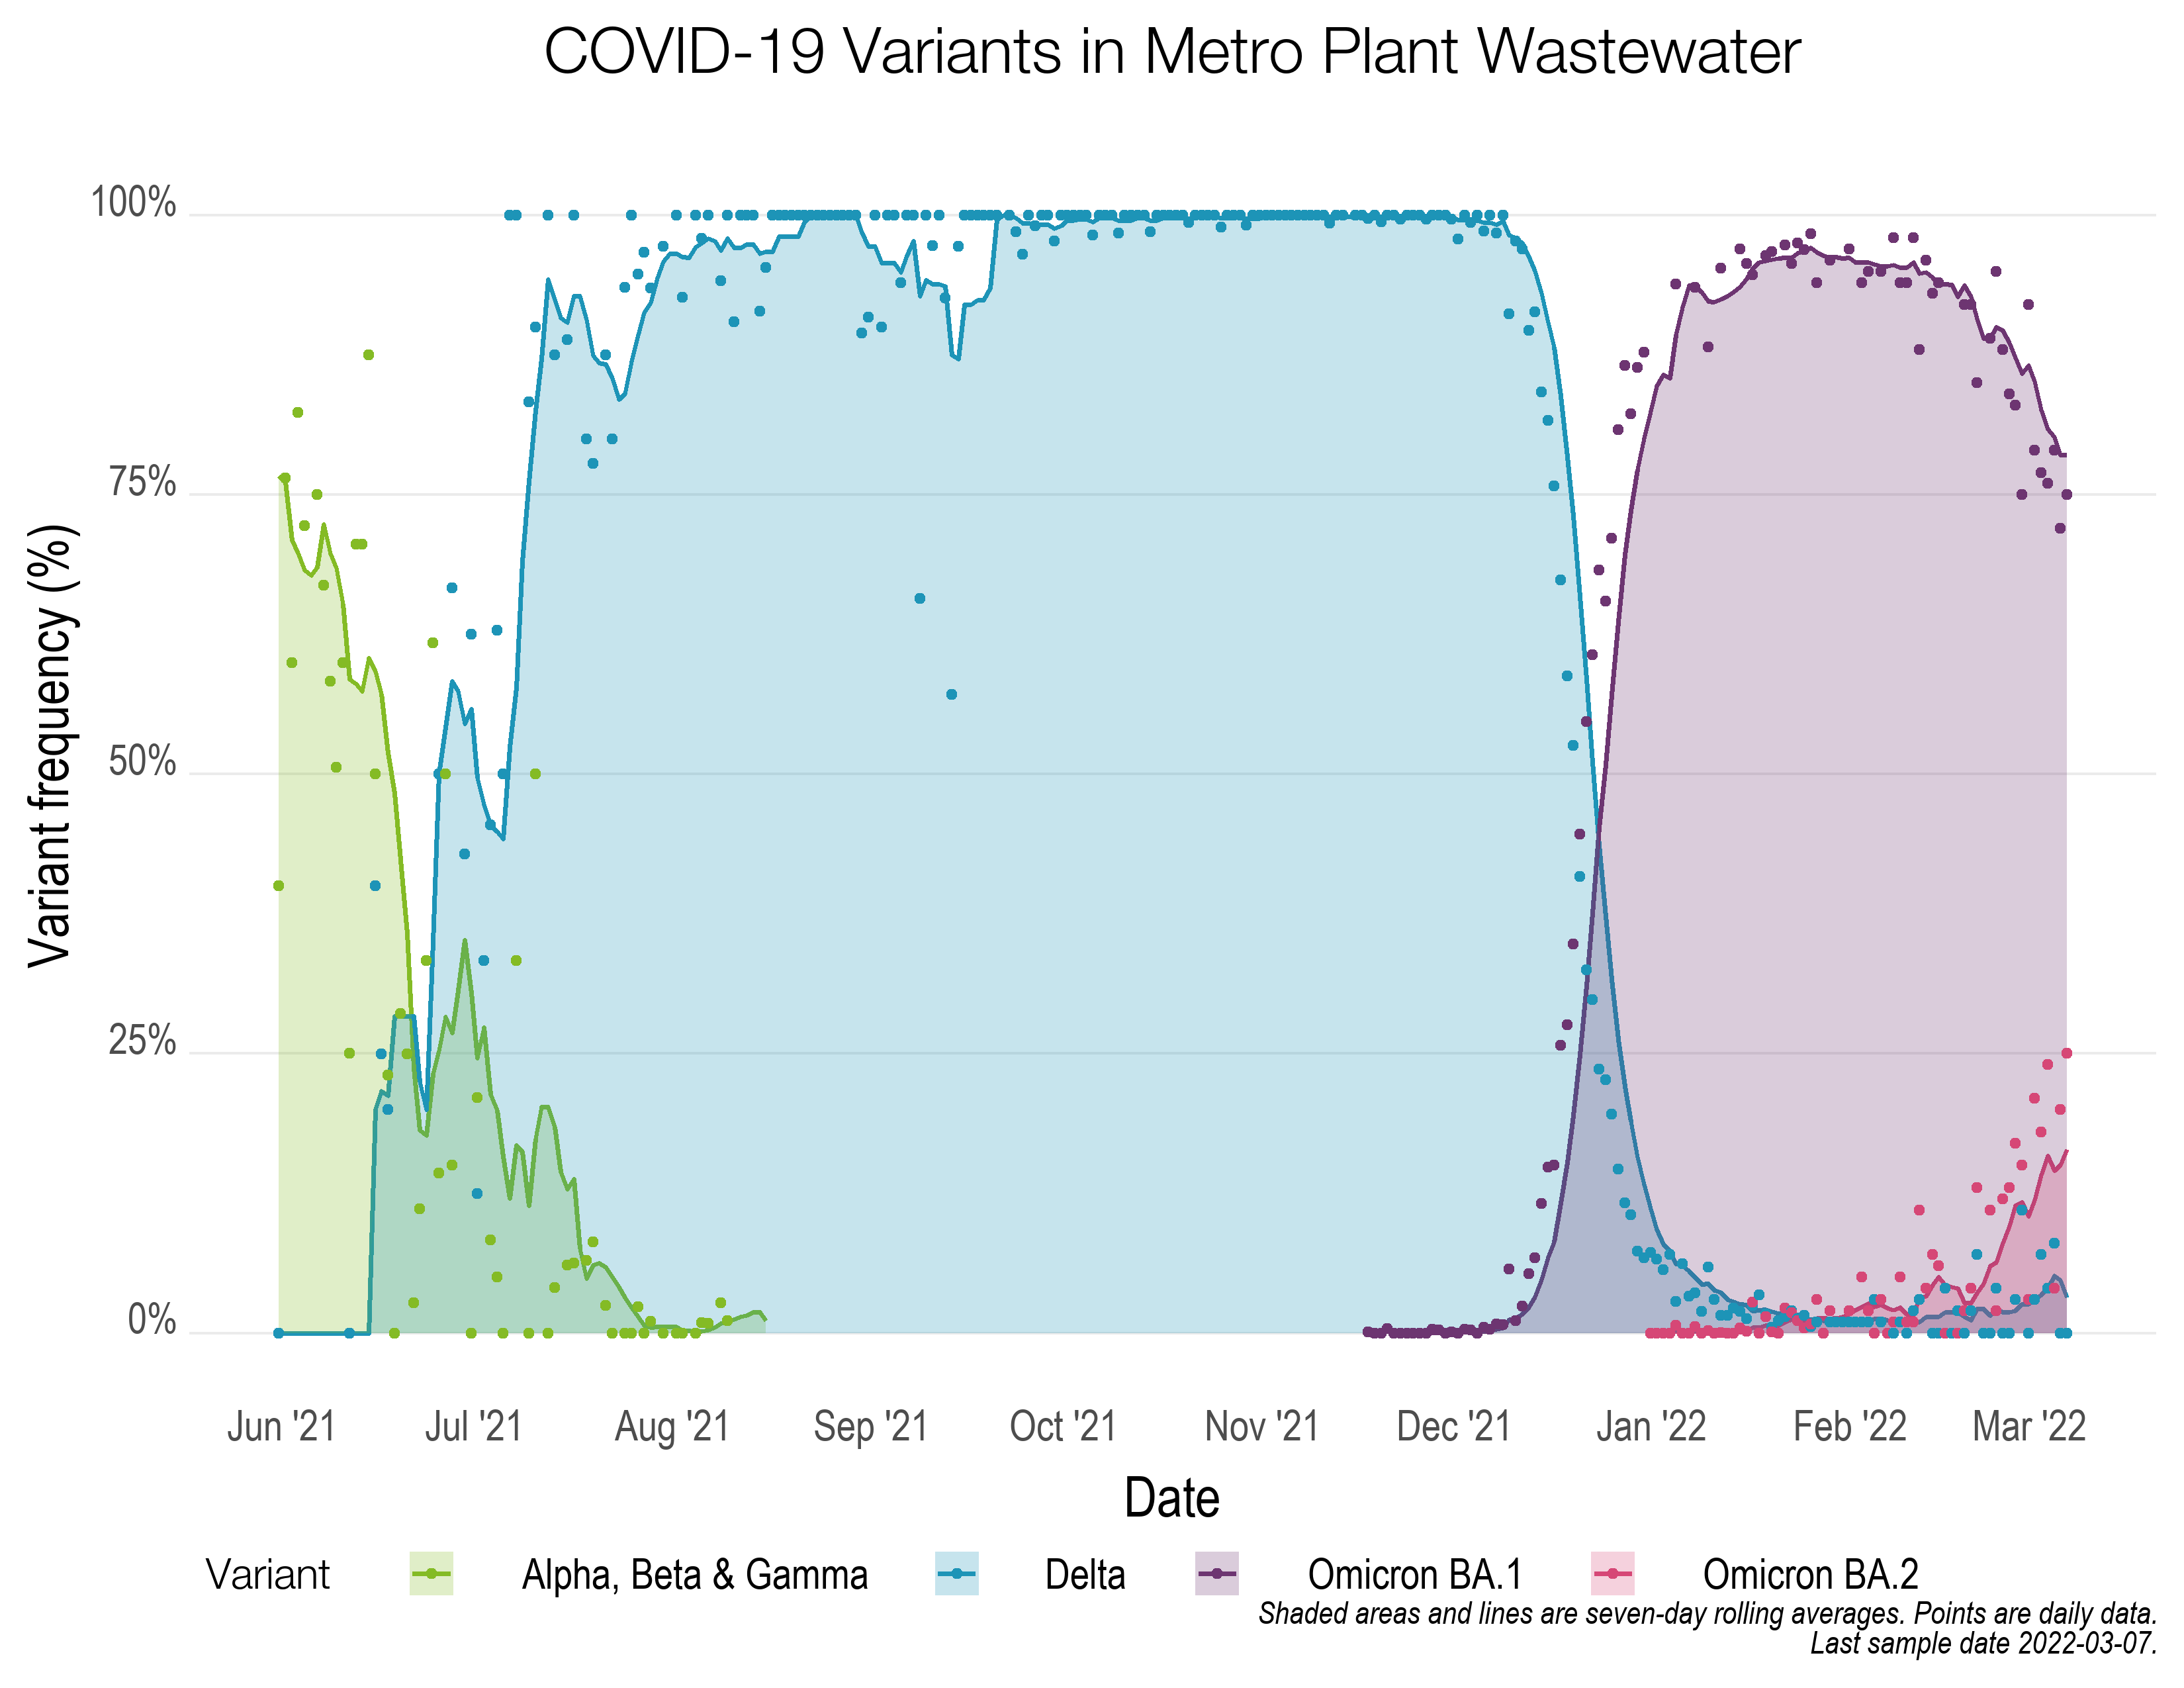 COVID-19 Variants in Metro Plant Wastewater
Variant frequency (%)
100%
75%
50%
25%
0%
Jun '21 Jul '21 Aug '21 Sep '21 Oct '21 Nov '21 Dec '21 Jan '22 Feb '22 Mar '22
Date
Variant Alpha, Beta & Gamma Delta Omicron BA.1 Omicron BA.2
Shaded areas and lines are seven-day rolling averages. Points are daily data.
Last sample date 2022-03-07.